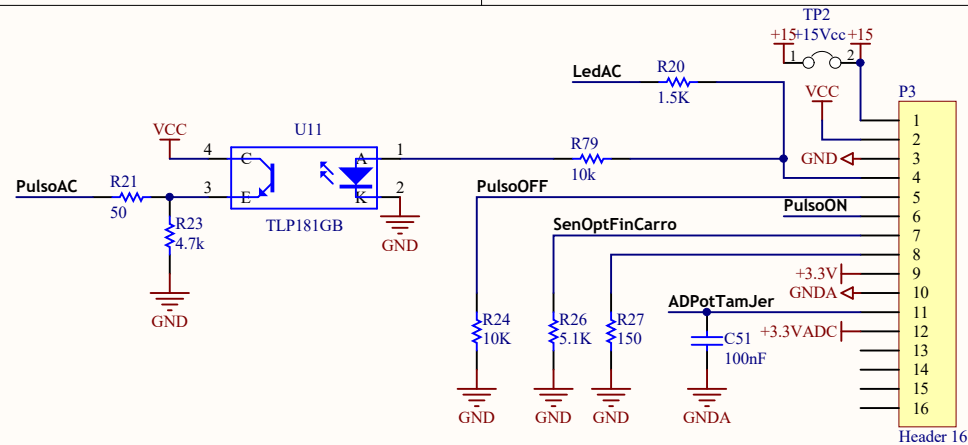 TP2
+15 +15Vcc +15
1 2
LedAC
R20
1.5K
VCC
P3
VCC
U11
4 C A 1
R79
10k
1
2
GND 3
4
PulsoAC
R21
50
3 E K 2
TLP181GB
GND
PulsoOFF
5
PulsoON
6
R23
4.7k
SenOptFinCarro
7
8
+3.3V 9
GNDA 10
GND
ADPotTamJer
11
R24
10K
R26
5.1K
R27
150
C51
100nF
+3.3VADC 12
13
14
15
16
GND
GND
GND
GNDA
Header 16